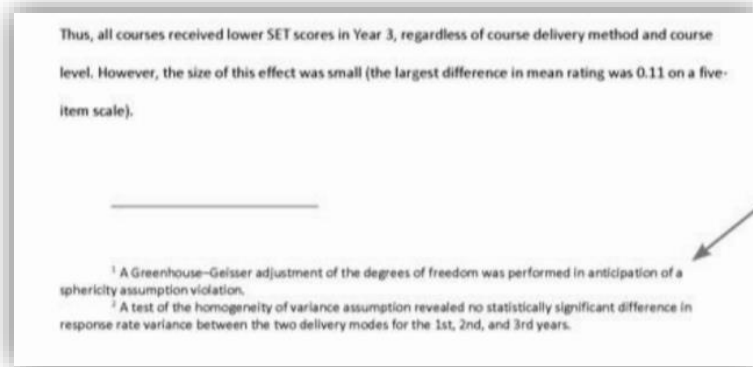 Thus, all courses received lower SET scores in Year 3, regardless of course delivery method and course
level. However, the size of this effect was small (the largest difference in mean rating was 0.11 on a five-
item scale).
¹ A Greenhouse–Geisser adjustment of the degrees of freedom was performed in anticipation of a
sphericity assumption violation.
² A test of the homogeneity of variance assumption revealed no statistically significant difference in
response rate variance between the two delivery modes for the 1st, 2nd, and 3rd years.